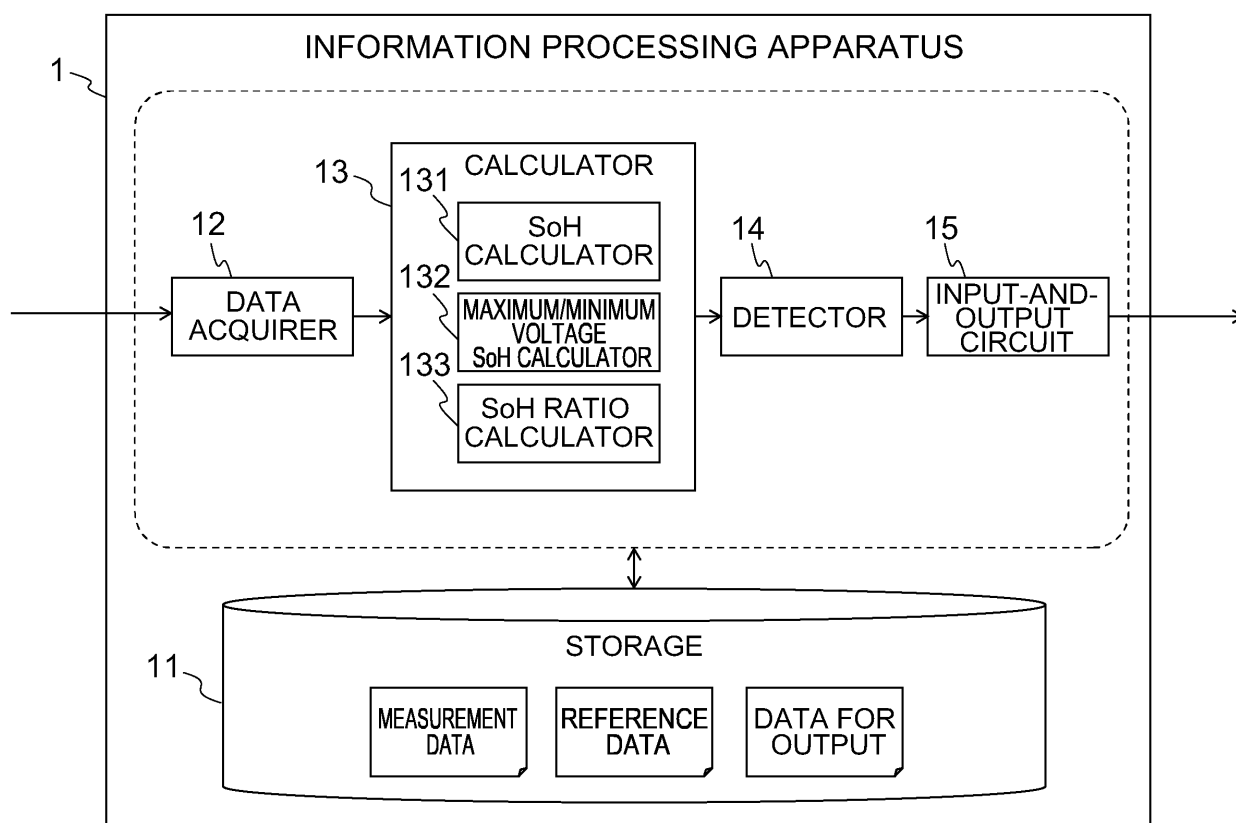 INFORMATION PROCESSING APPARATUS
1
13
CALCULATOR
131
SoH
CALCULATOR
12
DATA
ACQUIRER
132
MAXIMUM/MINIMUM
VOLTAGE
SoH CALCULATOR
133
SoH RATIO
CALCULATOR
14
DETECTOR
15
INPUT-AND-
OUTPUT
CIRCUIT
11
STORAGE
MEASUREMENT
DATA
REFERENCE
DATA
DATA FOR
OUTPUT